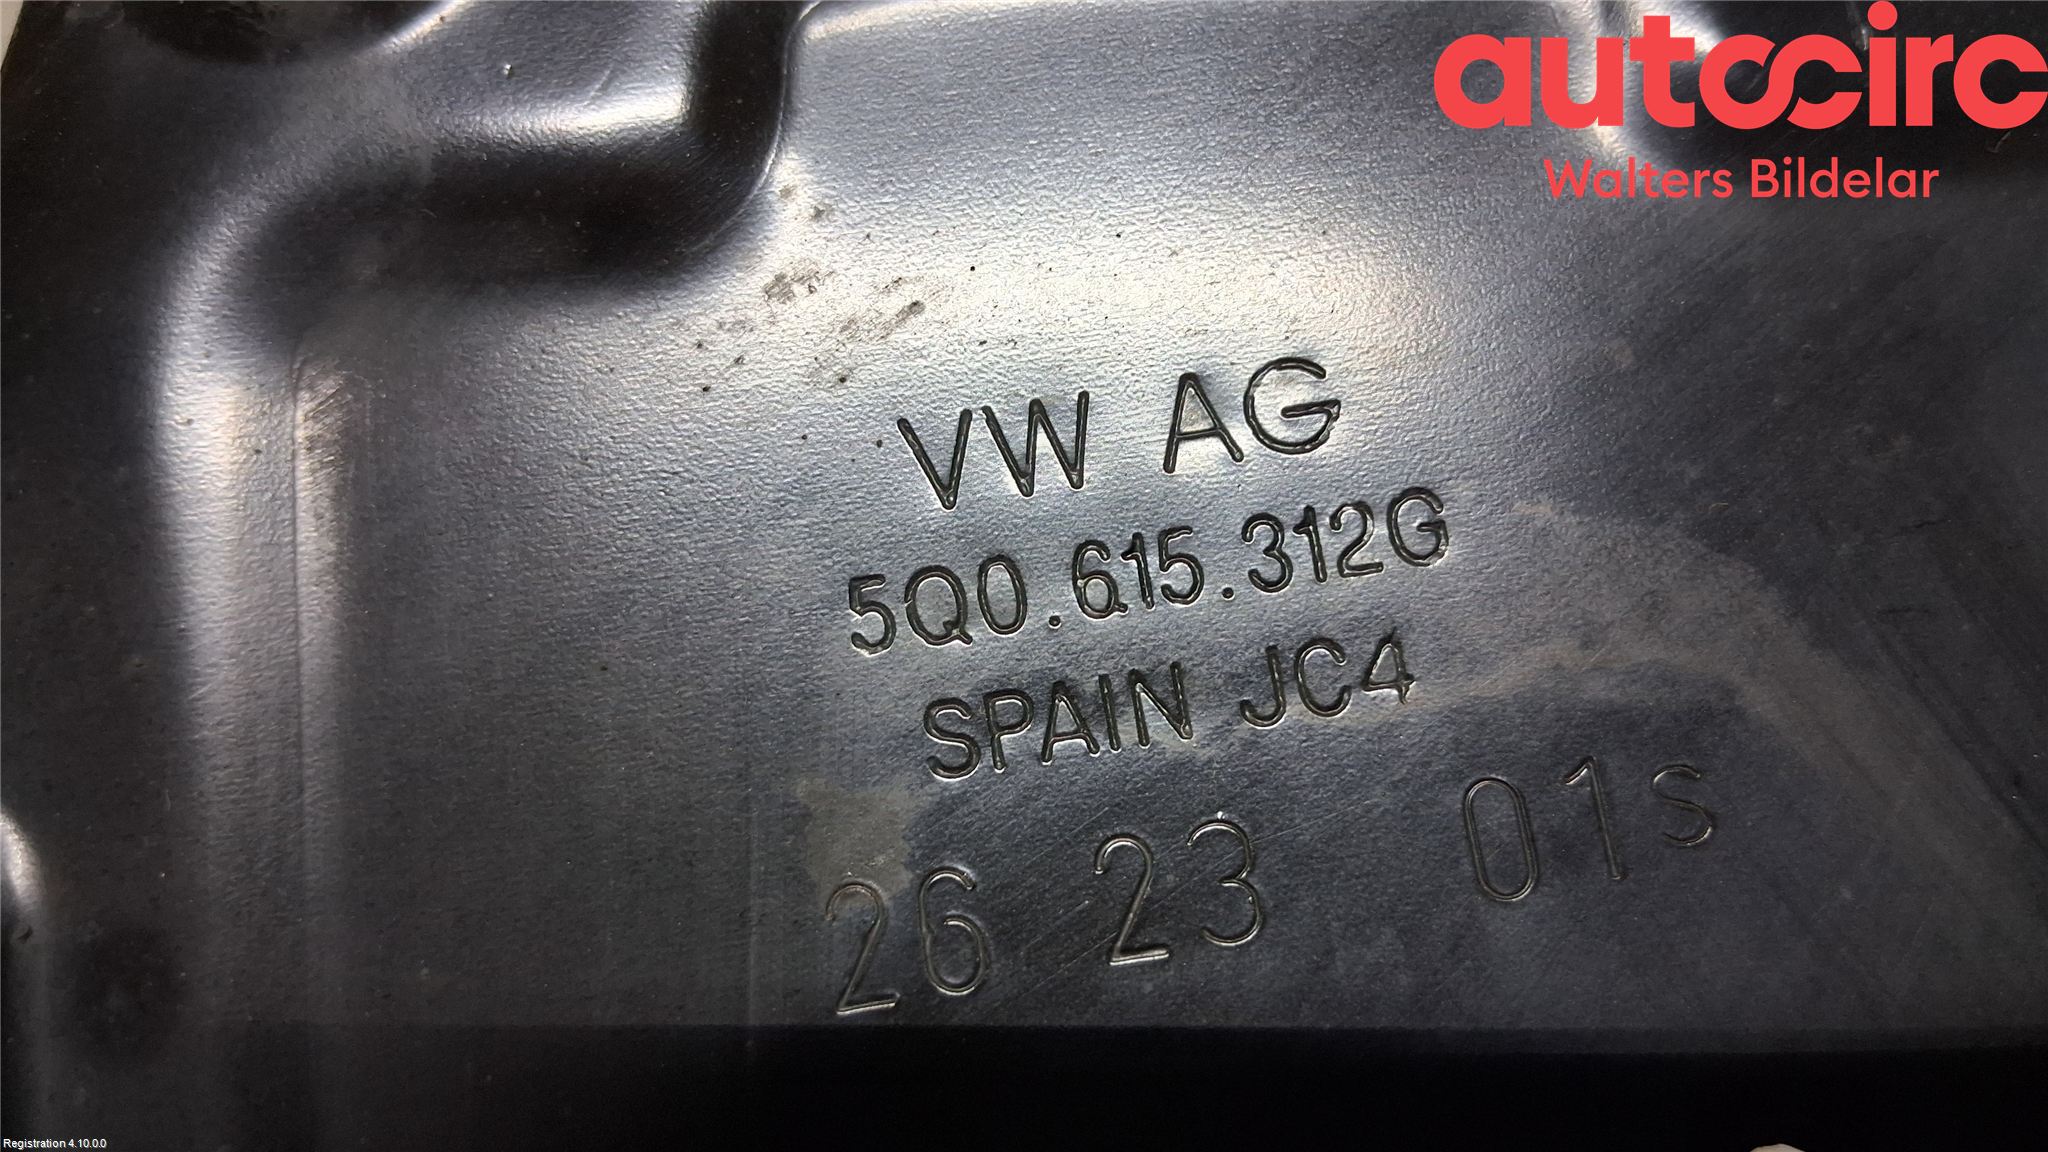 autocirc
Walters Bildelar
VW AG
5Q0.615.312G
SPAIN JC4
26 23 01s
Registration 4.10.0.0